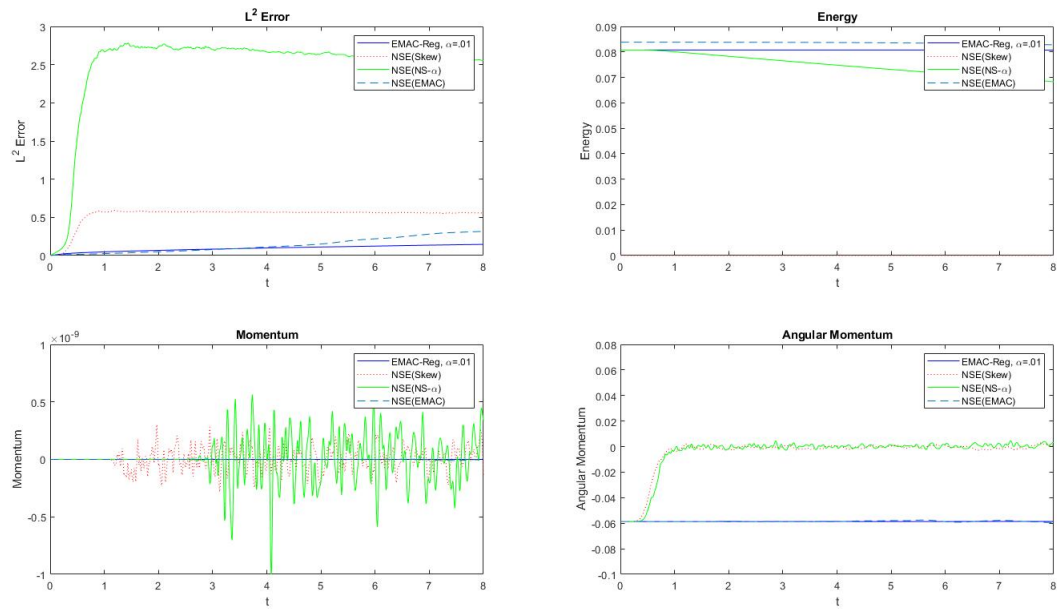 L² Error
3
2.5
2
1.5
1
0.5
0
L² Error
0 1 2 3 4 5 6 7 8
t
EMAC-Reg, α=.01
NSE(Skew)
NSE(NS-α)
NSE(EMAC)
Energy
0.09
0.08
0.07
0.06
0.05
0.04
0.03
0.02
0.01
0
Energy
0 1 2 3 4 5 6 7 8
t
EMAC-Reg, α=.01
NSE(Skew)
NSE(NS-α)
NSE(EMAC)
Momentum
×10⁻⁹
1
0.5
0
-0.5
-1
Momentum
0 1 2 3 4 5 6 7 8
t
EMAC-Reg, α=.01
NSE(Skew)
NSE(NS-α)
NSE(EMAC)
Angular Momentum
0.08
0.06
0.04
0.02
0
-0.02
-0.04
-0.06
-0.08
-0.1
Angular Momentum
0 1 2 3 4 5 6 7 8
t
EMAC-Reg, α=.01
NSE(Skew)
NSE(NS-α)
NSE(EMAC)